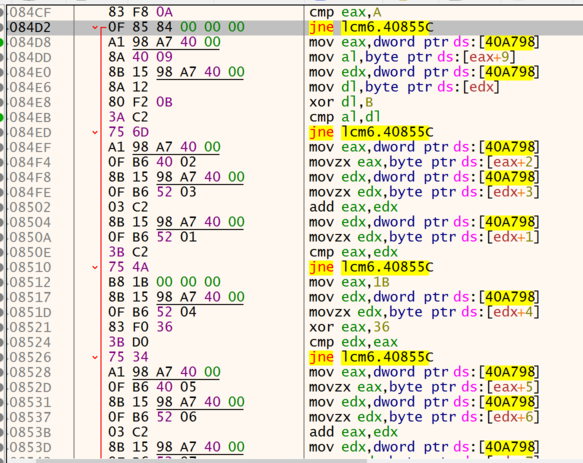 084CF 83 F8 0A cmp eax,A
084D2 0F 85 84 00 00 00 jne lcm6.40855C
084D8 A1 98 A7 40 00 mov eax,dword ptr ds:[40A798]
084DD 8A 40 09 mov al,byte ptr ds:[eax+9]
084E0 8B 15 98 A7 40 00 mov edx,dword ptr ds:[40A798]
084E6 8A 12 mov dl,byte ptr ds:[edx]
084E8 80 F2 0B xor dl,B
084EB 3A C2 cmp al,dl
084ED 75 6D jne lcm6.40855C
084EF A1 98 A7 40 00 mov eax,dword ptr ds:[40A798]
084F4 0F B6 40 02 movzx eax,byte ptr ds:[eax+2]
084F8 8B 15 98 A7 40 00 mov edx,dword ptr ds:[40A798]
084FE 0F B6 52 03 movzx edx,byte ptr ds:[edx+3]
08502 03 C2 add eax,edx
08504 8B 15 98 A7 40 00 mov edx,dword ptr ds:[40A798]
0850A 0F B6 52 01 movzx edx,byte ptr ds:[edx+1]
0850E 3B C2 cmp eax,edx
08510 75 4A jne lcm6.40855C
08512 B8 1B 00 00 00 mov eax,1B
08517 8B 15 98 A7 40 00 mov edx,dword ptr ds:[40A798]
0851D 0F B6 52 04 movzx edx,byte ptr ds:[edx+4]
08521 83 F0 36 xor eax,36
08524 3B D0 cmp edx,eax
08526 75 34 jne lcm6.40855C
08528 A1 98 A7 40 00 mov eax,dword ptr ds:[40A798]
0852D 0F B6 40 05 movzx eax,byte ptr ds:[eax+5]
08531 8B 15 98 A7 40 00 mov edx,dword ptr ds:[40A798]
08537 0F B6 52 06 movzx edx,byte ptr ds:[edx+6]
0853B 03 C2 add eax,edx
0853D 8B 15 98 A7 40 00 mov edx,dword ptr ds:[40A798]